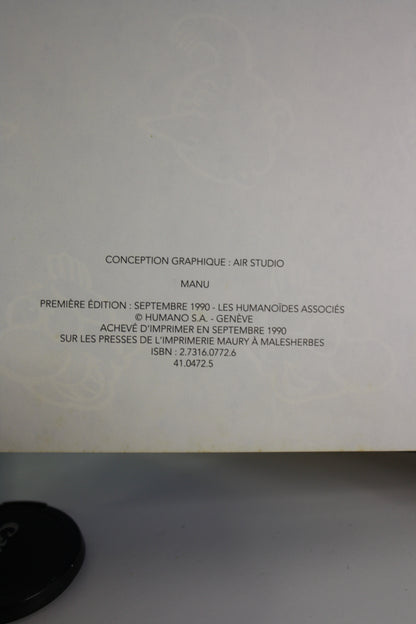 CONCEPTION GRAPHIQUE : AIR STUDIO
MANU
PREMIÈRE ÉDITION : SEPTEMBRE 1990 - LES HUMANOÏDES ASSOCIÉS
© HUMANO S.A. - GENÈVE
ACHEVÉ D'IMPRIMER EN SEPTEMBRE 1990
SUR LES PRESSES DE L'IMPRIMERIE MAURY À MALESHERBES
ISBN : 2.7316.0772.6
41.0472.5